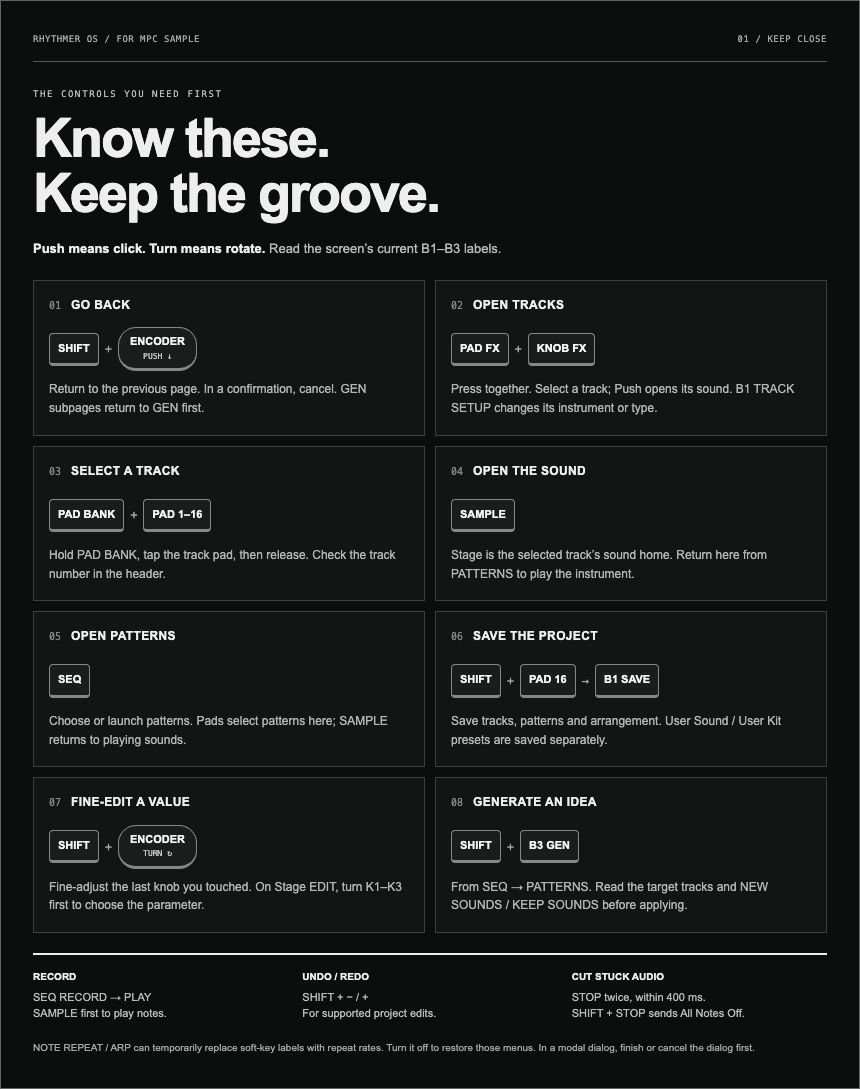 RHYTHMER OS / FOR MPC SAMPLE
01 / KEEP CLOSE
THE CONTROLS YOU NEED FIRST
Know these.
Keep the groove.
Push means click. Turn means rotate. Read the screen's current B1–B3 labels.
01 GO BACK
SHIFT + ENCODER
PUSH ↓
Return to the previous page. In a confirmation, cancel. GEN
subpages return to GEN first.
02 OPEN TRACKS
PAD FX + KNOB FX
Press together. Select a track; Push opens its sound. B1 TRACK
SETUP changes its instrument or type.
03 SELECT A TRACK
PAD BANK + PAD 1–16
Hold PAD BANK, tap the track pad, then release. Check the track
number in the header.
04 OPEN THE SOUND
SAMPLE
Stage is the selected track's sound home. Return here from
PATTERNS to play the instrument.
05 OPEN PATTERNS
SEQ
Choose or launch patterns. Pads select patterns here; SAMPLE
returns to playing sounds.
06 SAVE THE PROJECT
SHIFT + PAD 16 → B1 SAVE
Save tracks, patterns and arrangement. User Sound / User Kit
presets are saved separately.
07 FINE-EDIT A VALUE
SHIFT + ENCODER
TURN ↻
Fine-adjust the last knob you touched. On Stage EDIT, turn K1–K3
first to choose the parameter.
08 GENERATE AN IDEA
SHIFT + B3 GEN
From SEQ → PATTERNS. Read the target tracks and NEW
SOUNDS / KEEP SOUNDS before applying.
RECORD
SEQ RECORD → PLAY
SAMPLE first to play notes.
UNDO / REDO
SHIFT + − / +
For supported project edits.
CUT STUCK AUDIO
STOP twice, within 400 ms.
SHIFT + STOP sends All Notes Off.
NOTE REPEAT / ARP can temporarily replace soft-key labels with repeat rates. Turn it off to restore those menus. In a modal dialog, finish or cancel the dialog first.